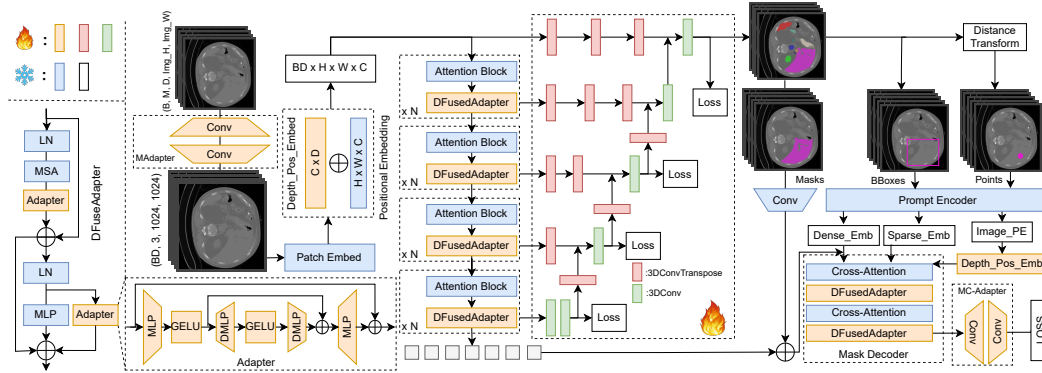 :
:
LN
MSA
Adapter
LN
MLP
Adapter
DFuseAdapter
(B, M, D, Img_H, Img_W)
Conv
Conv
MAdapter
(BD, 3, 1024, 1024)
Patch Embed
BD x H x W x C
Depth_Pos_Embed
C x D
H x W x C
Positional Embedding
MLP
GELU
DMLP
GELU
DMLP
MLP
Adapter
Attention Block
DFusedAdapter
x N
Attention Block
DFusedAdapter
x N
Attention Block
DFusedAdapter
x N
Attention Block
DFusedAdapter
x N
Loss
Loss
Loss
Loss
:3DConvTranspose
:3DConv
Distance
Transform
Masks
BBoxes
Points
Conv
Prompt Encoder
Dense_Emb
Sparse_Emb
Image_PE
Depth_Pos_Emb
Cross-Attention
DFusedAdapter
Cross-Attention
DFusedAdapter
Mask Decoder
MC-Adapter
Conv
Conv
LOSS